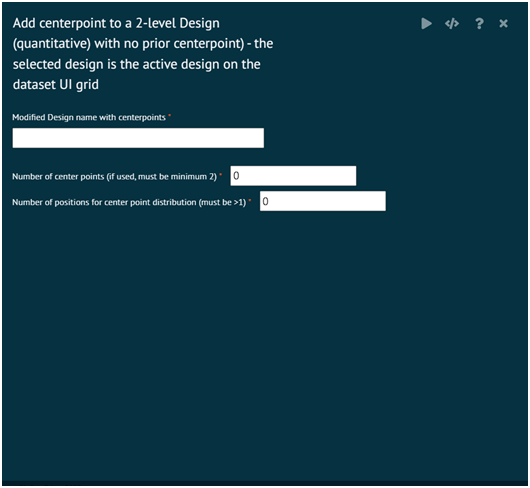 Add centerpoint to a 2-level Design
(quantitative) with no prior centerpoint) - the
selected design is the active design on the
dataset UI grid
Modified Design name with centerpoints *
Number of center points (if used, must be minimum 2) * 0
Number of positions for center point distribution (must be >1) * 0